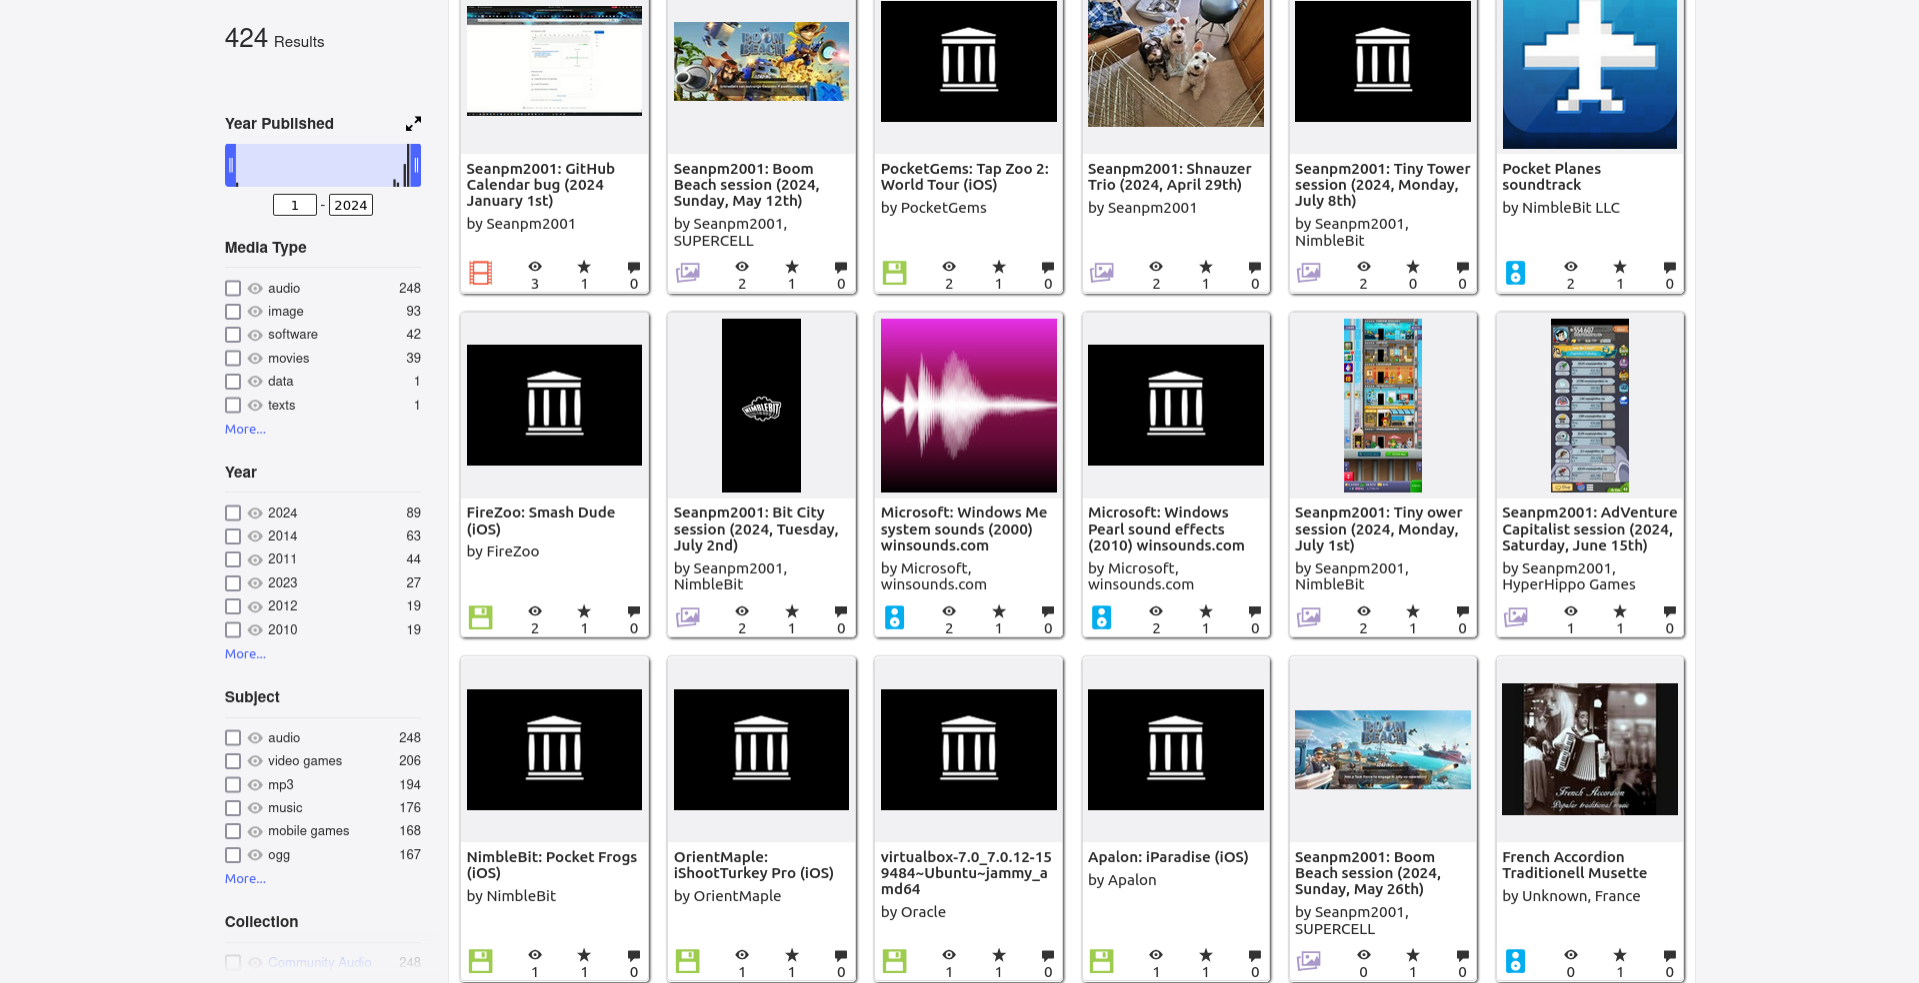 424 Results
Year Published
1 - 2024
Media Type
audio 248
image 93
software 42
movies 39
data 1
texts 1
More...
Year
2024 89
2014 63
2011 44
2023 27
2012 19
2010 19
More...
Subject
audio 248
video games 206
mp3 194
music 176
mobile games 168
ogg 167
More...
Collection
Community Audio 248
Seanpm2001: GitHub
Calendar bug (2024
January 1st)
by Seanpm2001
3 1 0
BOOM
BEACH
Seanpm2001: Boom
Beach session (2024,
Sunday, May 12th)
by Seanpm2001,
SUPERCELL
2 1 0
PocketGems: Tap Zoo 2:
World Tour (iOS)
by PocketGems
2 1 0
Seanpm2001: Shnauzer
Trio (2024, April 29th)
by Seanpm2001
2 1 0
Seanpm2001: Tiny Tower
session (2024, Monday,
July 8th)
by Seanpm2001,
NimbleBit
2 0 0
Pocket Planes
soundtrack
by NimbleBit LLC
2 1 0
FireZoo: Smash Dude
(iOS)
by FireZoo
2 1 0
NIMBLEBIT
Seanpm2001: Bit City
session (2024, Tuesday,
July 2nd)
by Seanpm2001,
NimbleBit
2 1 0
Microsoft: Windows Me
system sounds (2000)
winsounds.com
by Microsoft,
winsounds.com
2 1 0
Microsoft: Windows
Pearl sound effects
(2010) winsounds.com
by Microsoft,
winsounds.com
2 1 0
Seanpm2001: Tiny ower
session (2024, Monday,
July 1st)
by Seanpm2001,
NimbleBit
2 1 0
Seanpm2001: AdVenture
Capitalist session (2024,
Saturday, June 15th)
by Seanpm2001,
HyperHippo Games
1 1 0
NimbleBit: Pocket Frogs
(iOS)
by NimbleBit
1 1 0
OrientMaple:
iShootTurkey Pro (iOS)
by OrientMaple
1 1 0
virtualbox-7.0_7.0.12-15
9484~Ubuntu~jammy_a
md64
by Oracle
1 1 0
Apalon: iParadise (iOS)
by Apalon
1 1 0
BOOM
BEACH
Seanpm2001: Boom
Beach session (2024,
Sunday, May 26th)
by Seanpm2001,
SUPERCELL
0 1 0
French Accordion
Popular traditional music
French Accordion
Traditionell Musette
by Unknown, France
0 1 0